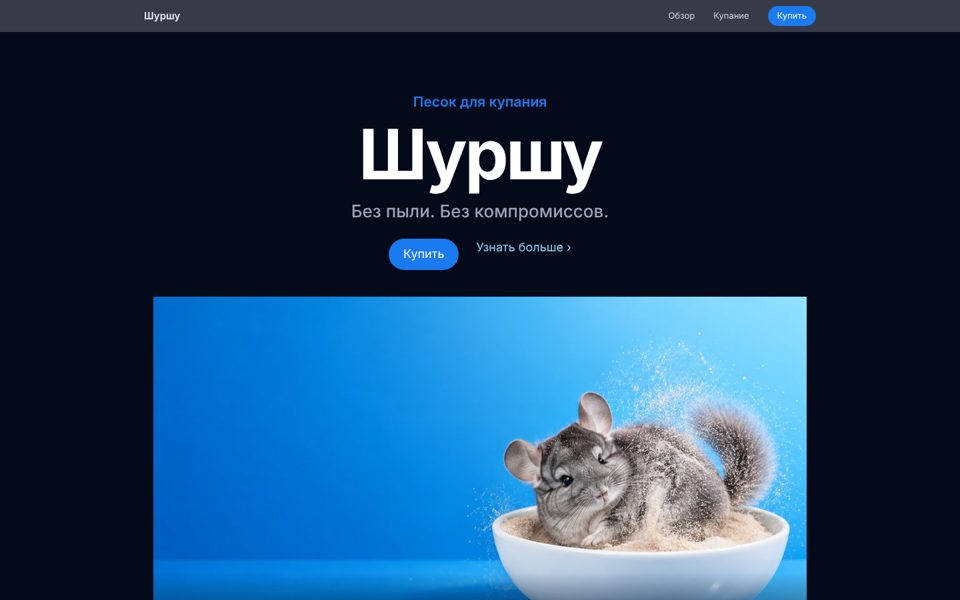 Шуршу
Обзор
Купание
Купить
Песок для купания
Шуршу
Без пыли. Без компромиссов.
Купить
Узнать больше ›